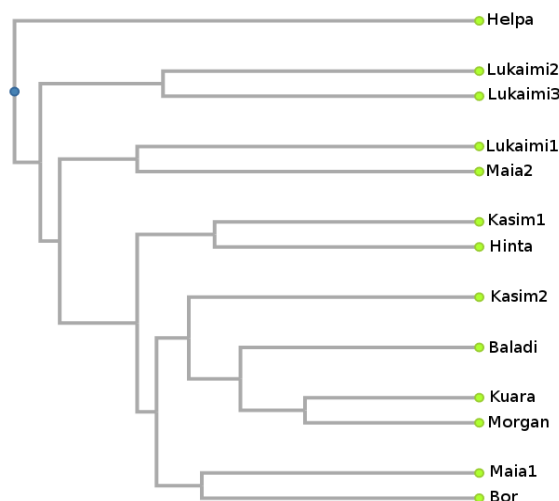 Helpa
Lukaimi2
Lukaimi3
Lukaimi1
Maia2
Kasim1
Hinta
Kasim2
Baladi
Kuara
Morgan
Maia1
Bor